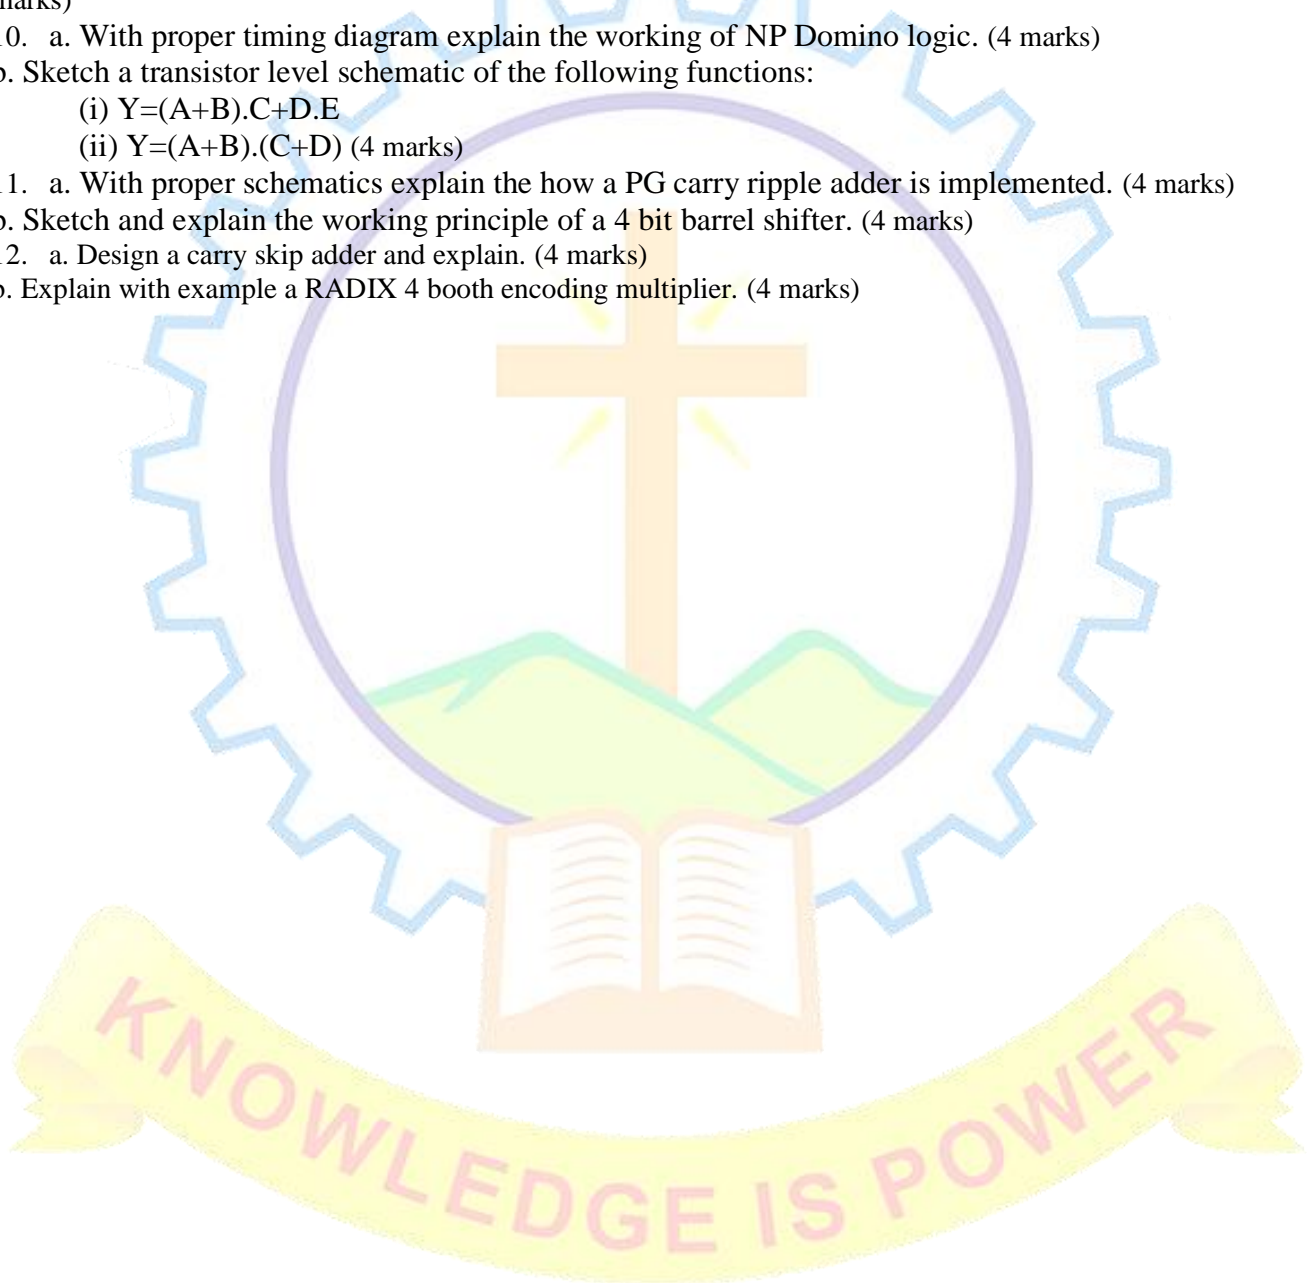 marks)
0. a. With proper timing diagram explain the working of NP Domino logic. (4 marks)
b. Sketch a transistor level schematic of the following functions:
(i) Y=(A+B).C+D.E
(ii) Y=(A+B).(C+D) (4 marks)
1. a. With proper schematics explain the how a PG carry ripple adder is implemented. (4 marks)
b. Sketch and explain the working principle of a 4 bit barrel shifter. (4 marks)
2. a. Design a carry skip adder and explain. (4 marks)
b. Explain with example a RADIX 4 booth encoding multiplier. (4 marks)
KNOWLEDGE IS POWER